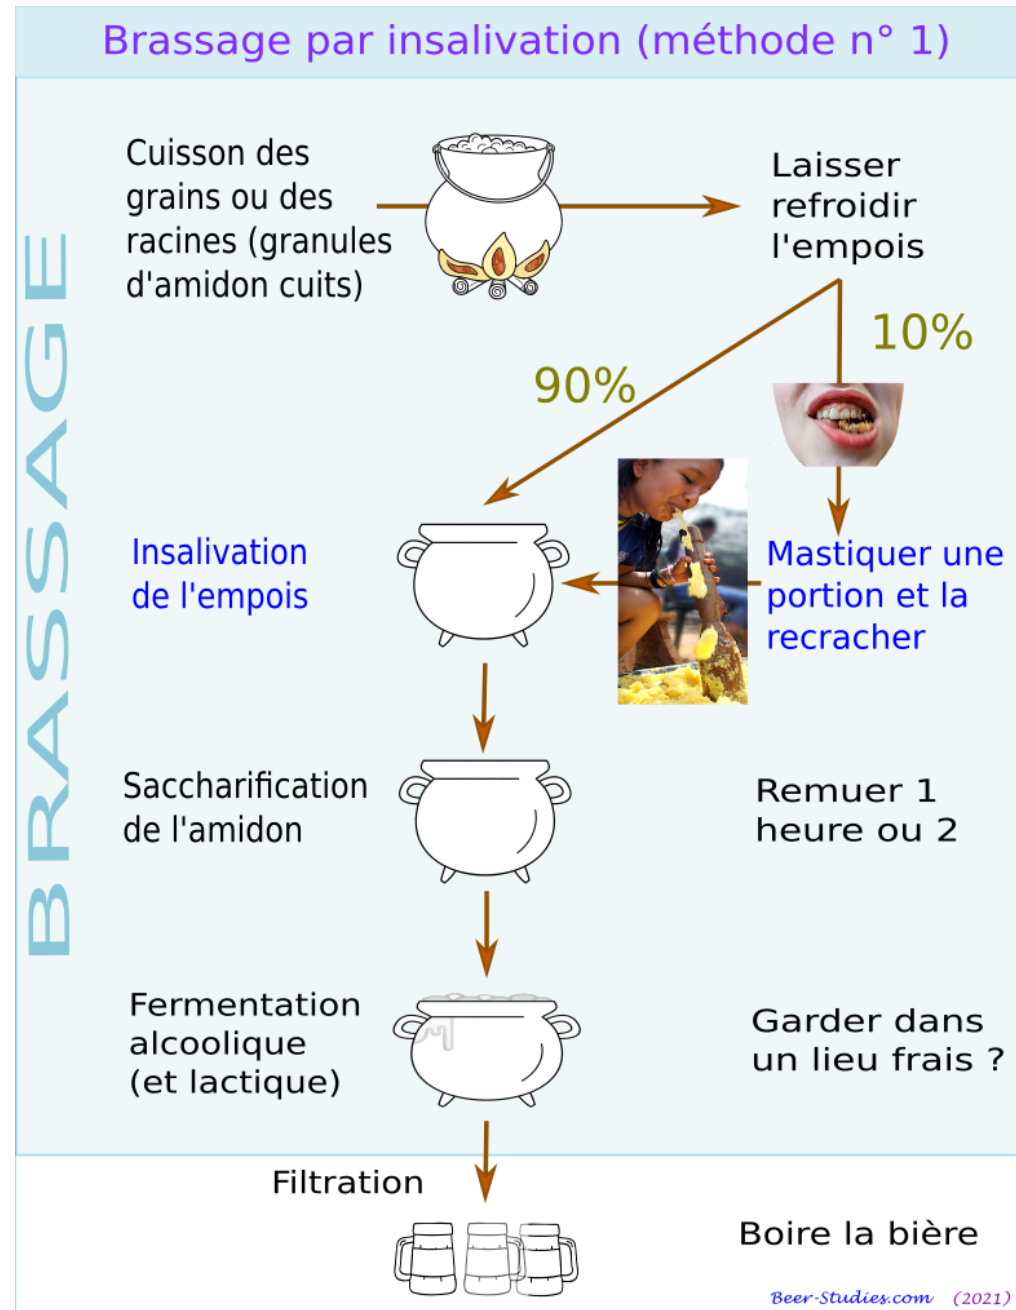 Brassage par insalivation (méthode n° 1)
BRASSAGE
Cuisson des
grains ou des
racines (granules
d'amidon cuits)
Laisser
refroidir
l'empois
10%
90%
Insalivation
de l'empois
Mastiquer une
portion et la
recracher
Saccharification
de l'amidon
Remuer 1
heure ou 2
Fermentation
alcoolique
(et lactique)
Garder dans
un lieu frais ?
Filtration
Boire la bière
Beer-Studies.com (2021)